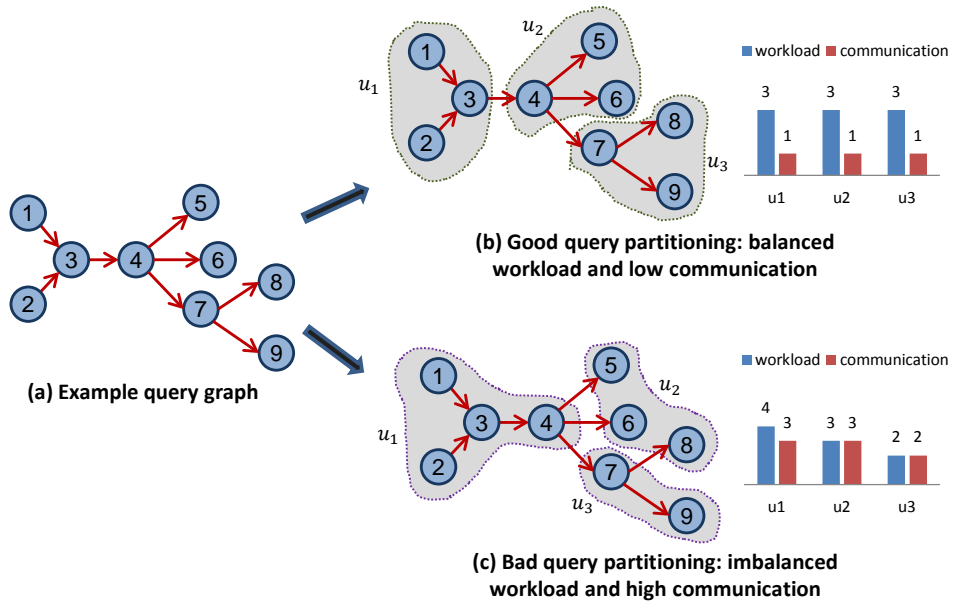 1
2
3
4
5
6
7
8
9
(a) Example query graph
u₁
u₂
u₃
1
2
3
4
5
6
7
8
9
workload communication
3 1 3 1 3 1
u1 u2 u3
(b) Good query partitioning: balanced
workload and low communication
u₁
u₂
u₃
1
2
3
4
5
6
7
8
9
workload communication
4 3 3 3 2 2
u1 u2 u3
(c) Bad query partitioning: imbalanced
workload and high communication